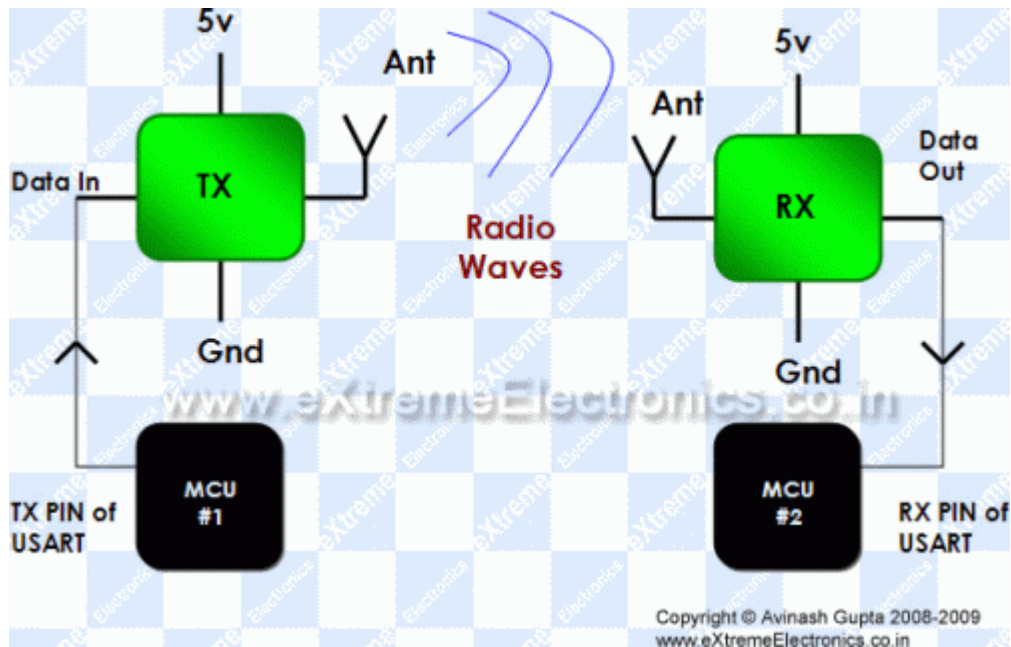 5v
Ant
5v
Ant
Data In
TX
Data
Out
RX
Radio
Waves
Gnd
Gnd
www.eXtremeElectronics.co.in
MCU
#1
MCU
#2
TX PIN of
USART
RX PIN of
USART
Copyright © Avinash Gupta 2008-2009
www.eXtremeElectronics.co.in
eXtreme
Electronics